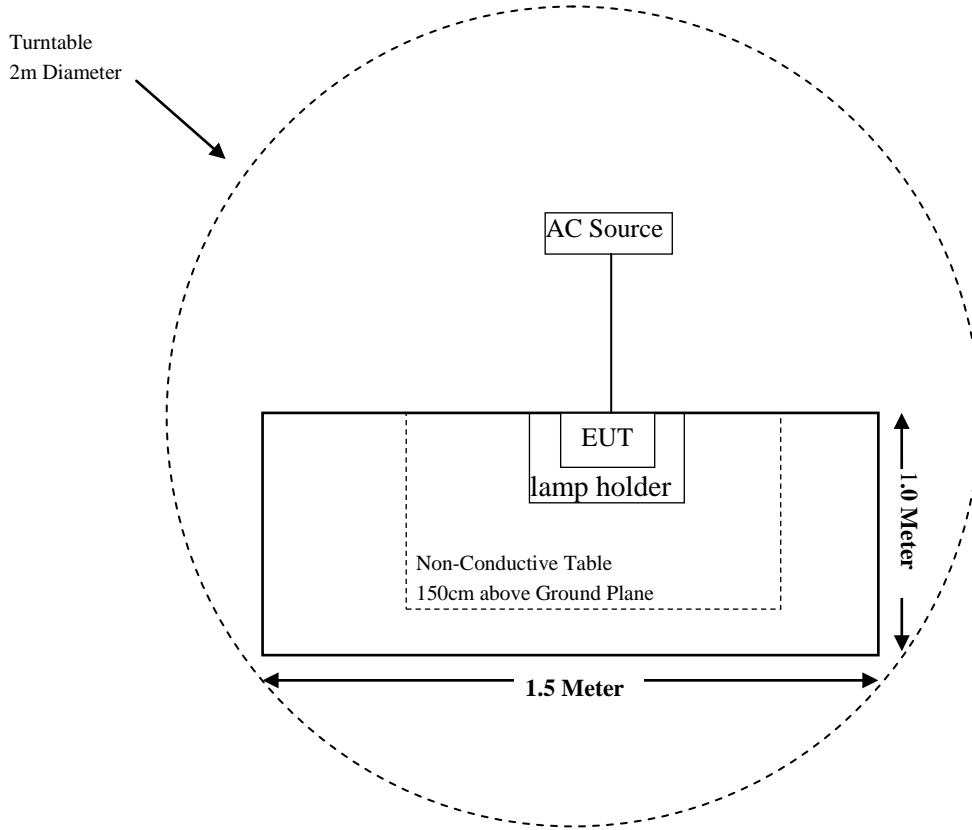 Turntable
2m Diameter
AC Source
EUT
lamp holder
1.0 Meter
Non-Conductive Table
150cm above Ground Plane
1.5 Meter